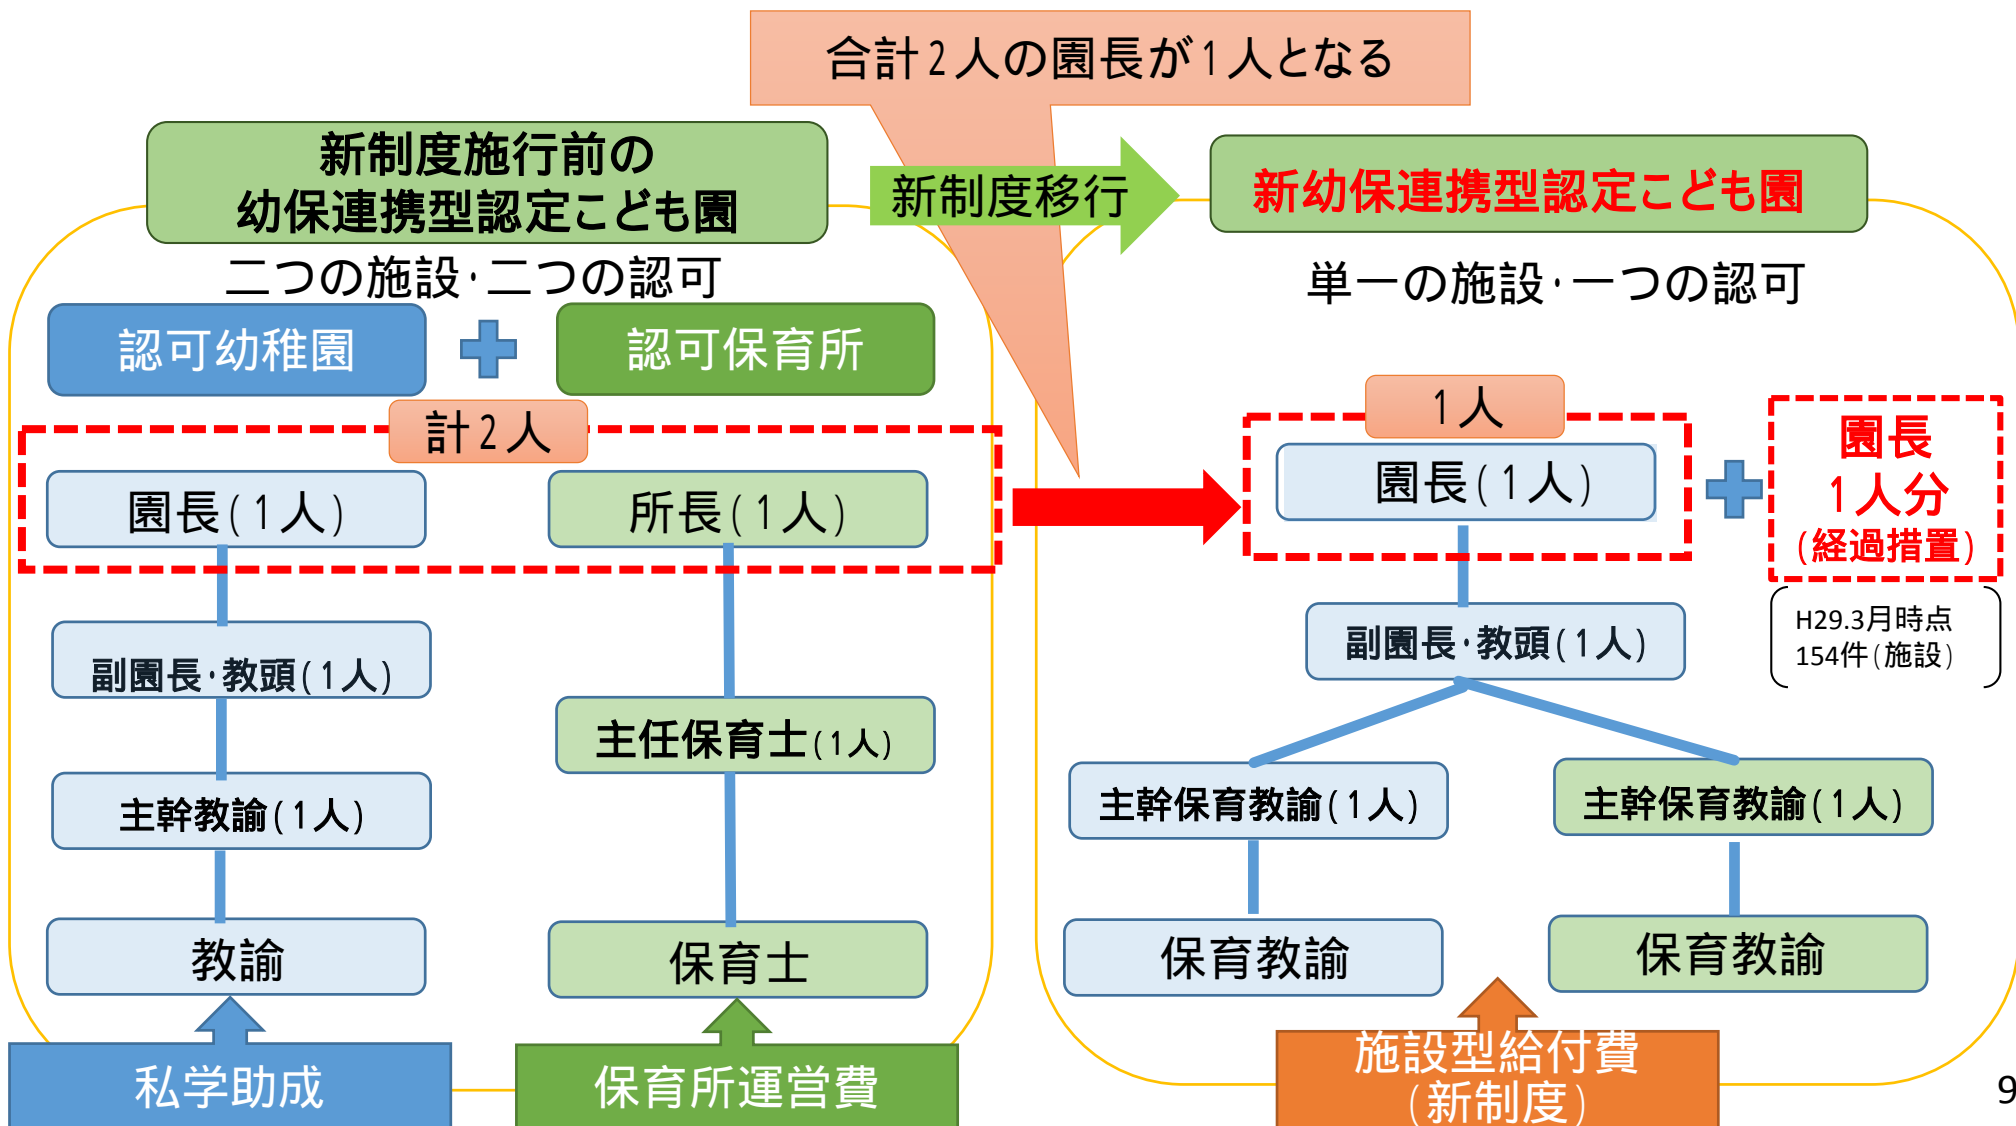 合計2人の園長が1人となる
新制度施行前の
幼保連携型認定こども園
新制度移行
新幼保連携型認定こども園
二つの施設・二つの認可
単一の施設・一つの認可
認可幼稚園
認可保育所
計2人
園長(1人)
所長(1人)
副園長・教頭(1人)
主任保育士(1人)
主幹教諭(1人)
教諭
保育士
私学助成
保育所運営費
1人
園長(1人)
園長
1人分
(経過措置)
H29.3月時点
154件(施設)
副園長・教頭(1人)
主幹保育教諭(1人)
主幹保育教諭(1人)
保育教諭
保育教諭
施設型給付費
(新制度)
9